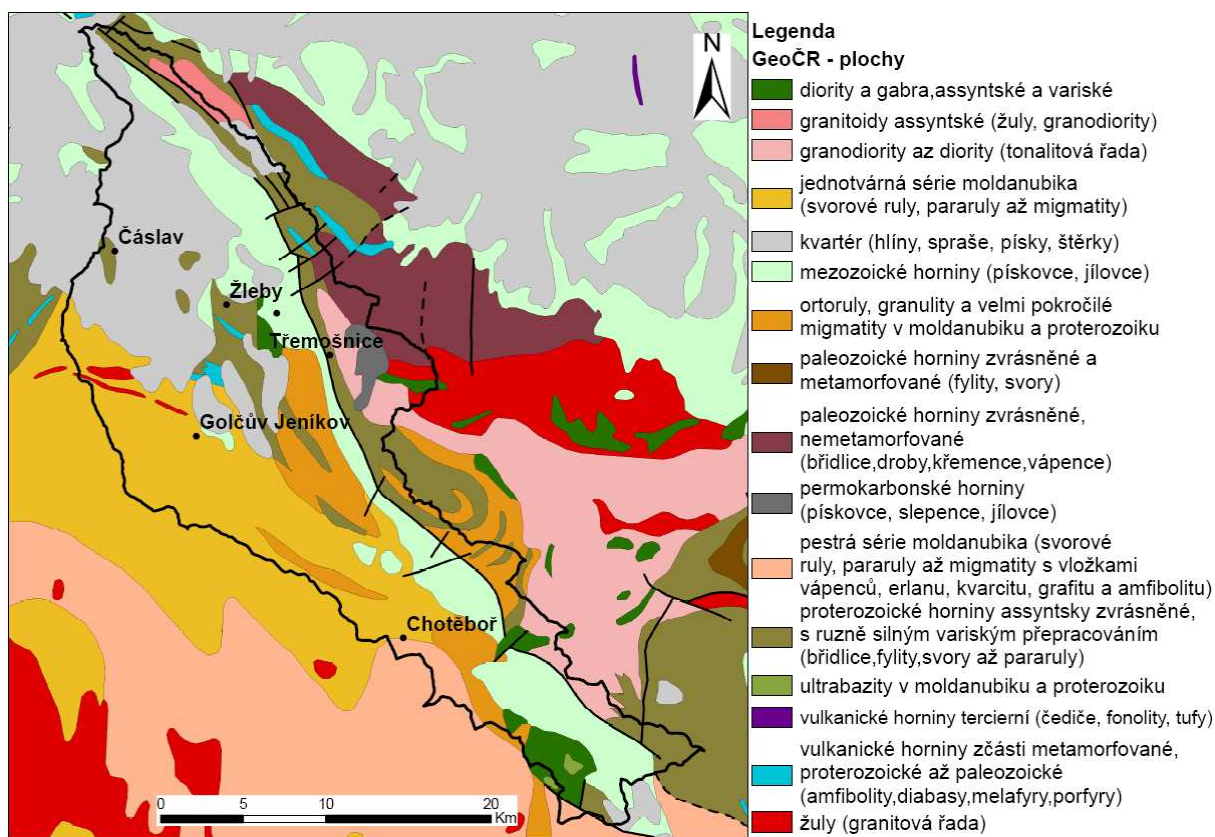 N
Čáslav
Žleby
Třemošnice
Golčův Jeníkov
Chotěboř
0 5 10 20
Km
Legenda
GeoČR - plochy
diority a gabra,assyntské a variské
granitoidy assyntské (žuly, granodiority)
granodiority az diority (tonalitová řada)
jednotvárná série moldanubika
(svorové ruly, pararuly až migmatity)
kvartér (hlíny, spraše, písky, štěrky)
mezozoické horniny (pískovce, jílovce)
ortoruly, granulity a velmi pokročilé
migmatity v moldanubiku a proterozoiku
paleozoické horniny zvrásněné a
metamorfované (fylity, svory)
paleozoické horniny zvrásněné,
nemetamorfované
(břidlice,droby,křemence,vápence)
permokarbonské horniny
(pískovce, slepence, jílovce)
pestrá série moldanubika (svorové
ruly, pararuly až migmatity s vložkami
vápenců, erlanu, kvarcitu, grafitu a amfibolitu)
proterozoické horniny assyntsky zvrásněné,
s ruzně silným variským přepracováním
(břidlice,fylity,svory až pararuly)
ultrabazity v moldanubiku a proterozoiku
vulkanické horniny tercierní (čediče, fonolity, tufy)
vulkanické horniny zčásti metamorfované,
proterozoické až paleozoické
(amfibolity,diabasy,melafyry,porfyry)
žuly (granitová řada)